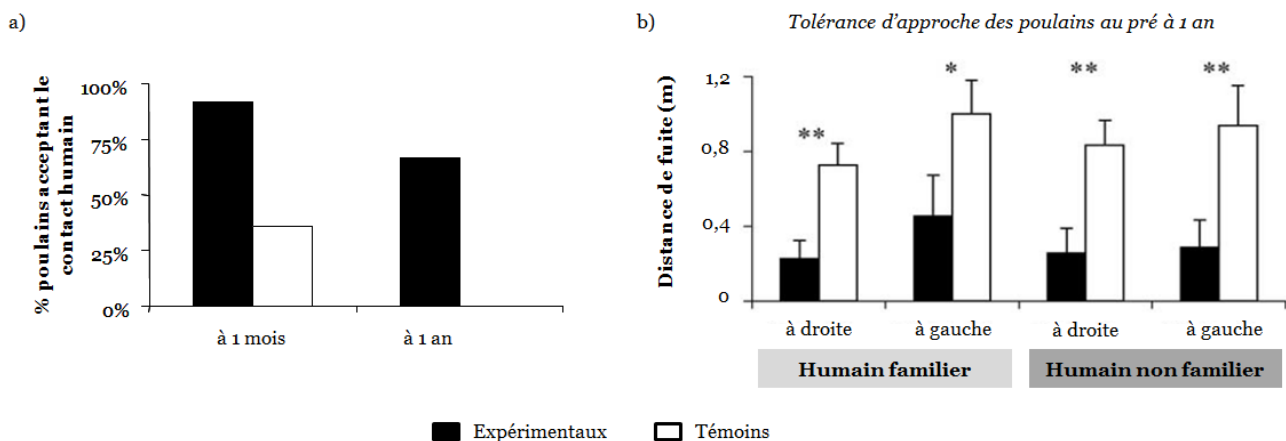 a)
% poulains acceptant le
contact humain
100%
75%
50%
25%
0%
à 1 mois
à 1 an
b)
Tolérance d'approche des poulains au pré à 1 an
Distance de fuite (m)
1,2
0,8
0,4
0
**
*
**
**
à droite
à gauche
à droite
à gauche
Humain familier
Humain non familier
Expérimentaux
Témoins